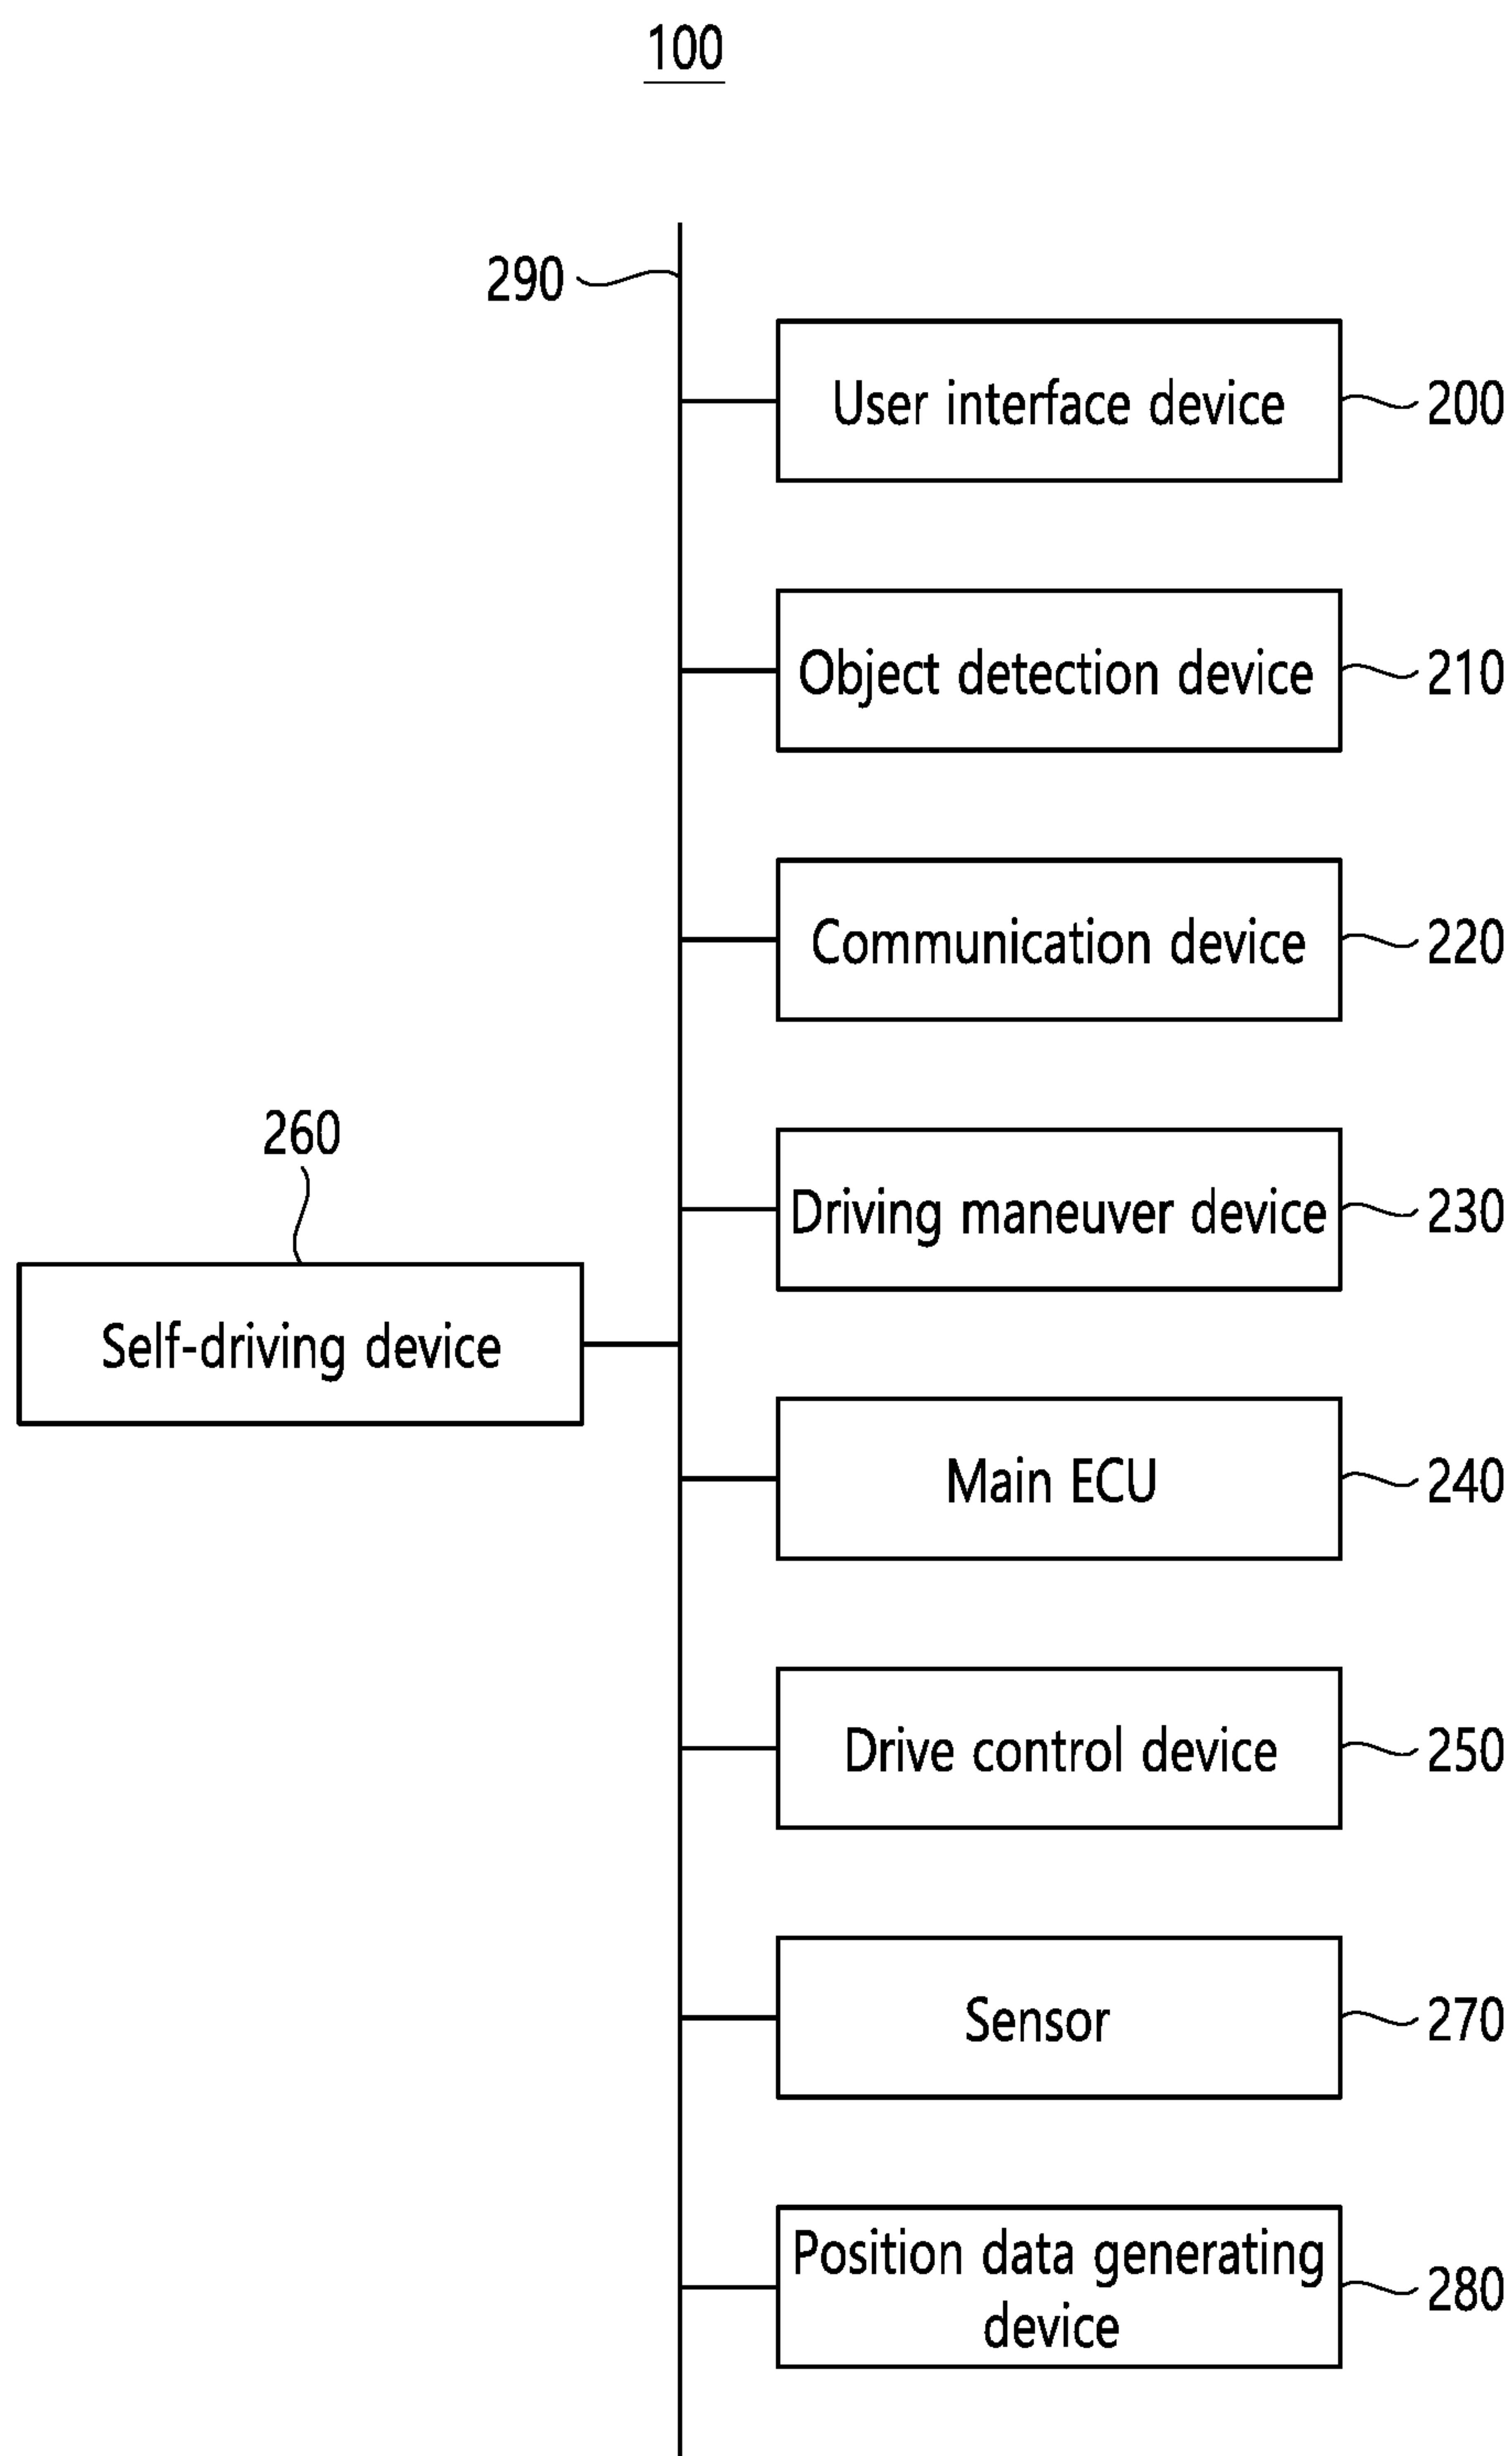 100
290
User interface device
200
Object detection device
210
Communication device
220
260
Driving maneuver device
230
Self-driving device
Main ECU
240
Drive control device
250
Sensor
270
Position data generating
device
280